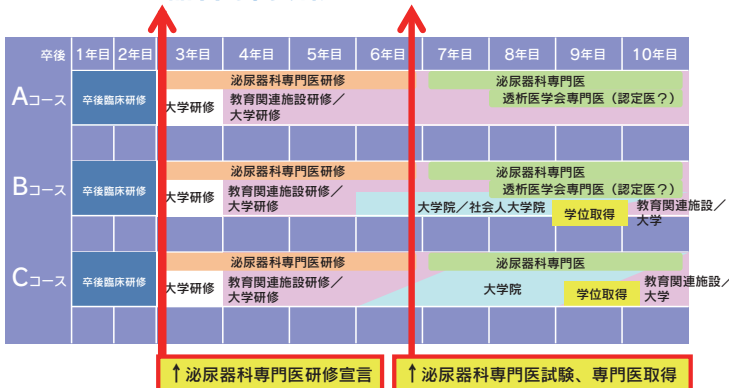 卒後 1年目 2年目 3年目 4年目 5年目 6年目 7年目 8年目 9年目 10年目
泌尿器科専門医研修 泌尿器科専門医
Aコース 卒後臨床研修 大学研修 教育関連施設研修／ 透析医学会専門医（認定医？）
大学研修
泌尿器科専門医研修 泌尿器科専門医
Bコース 卒後臨床研修 大学研修 教育関連施設研修／ 透析医学会専門医（認定医？）
大学研修 大学院／社会人大学院 学位取得 教育関連施設／
大学
泌尿器科専門医研修 泌尿器科専門医
Cコース 卒後臨床研修 大学研修 教育関連施設研修／ 大学院 学位取得 教育関連施設／
大学研修 大学
↑泌尿器科専門医研修宣言 ↑泌尿器科専門医試験、専門医取得